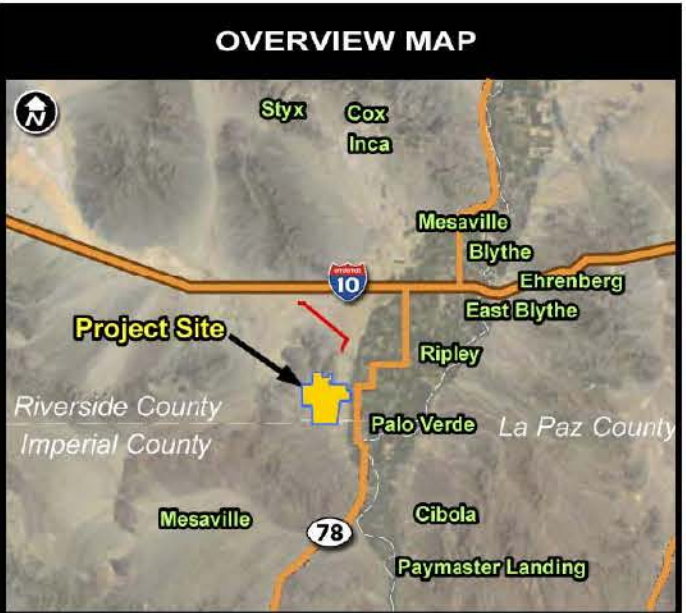 OVERVIEW MAP
N
Styx
Cox
Inca
Mesaville
Blythe
10
Ehrenberg
East Blythe
Project Site
Ripley
Riverside County
Palo Verde
La Paz County
Imperial County
Mesaville
Cibola
78
Paymaster Landing